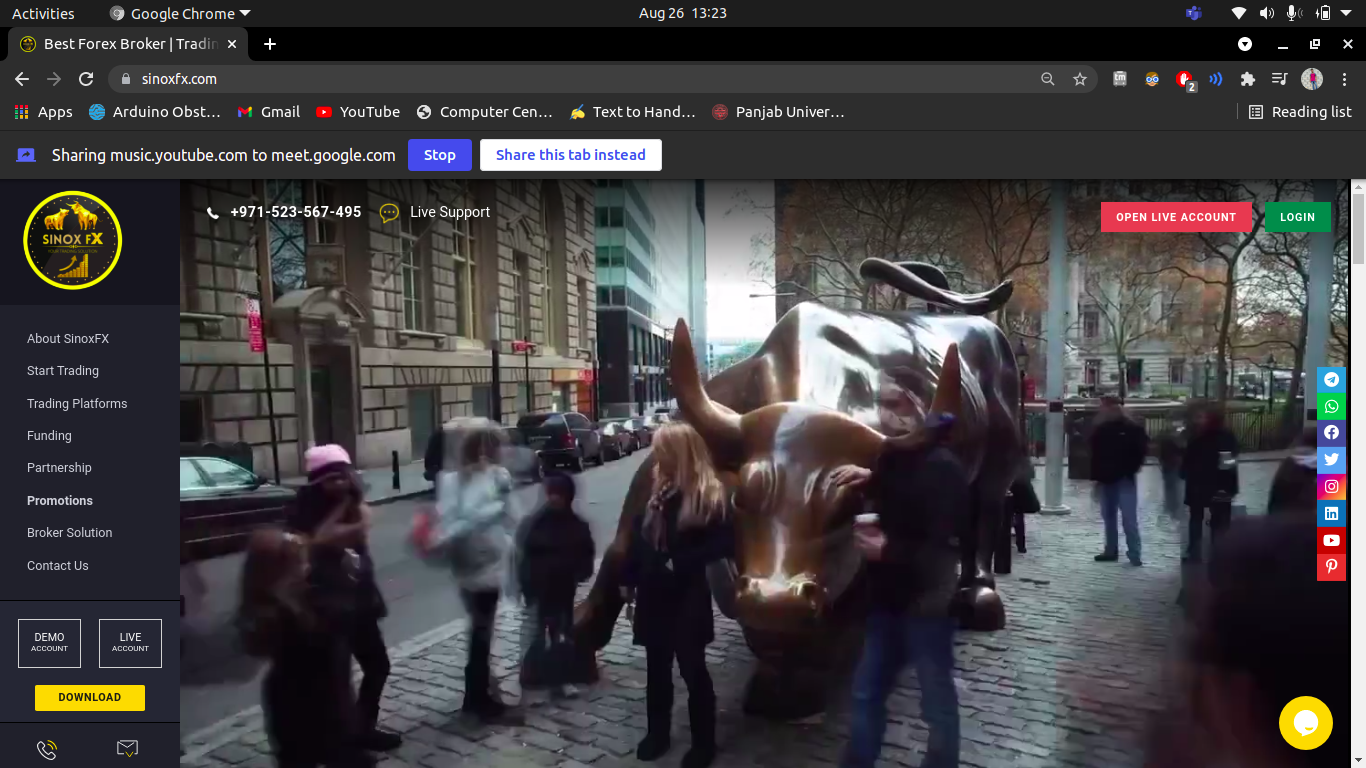 Activities
Google Chrome
Aug 26 13:23
Best Forex Broker | Tradin
sinoxfx.com
tm
2
Apps
Arduino Obst...
Gmail
YouTube
Computer Cen...
Text to Hand...
Panjab Univer...
Reading list
Sharing music.youtube.com to meet.google.com
Stop
Share this tab instead
SINOX FX
+971-523-567-495
Live Support
OPEN LIVE ACCOUNT
LOGIN
About SinoxFX
Start Trading
Trading Platforms
Funding
Partnership
Promotions
Broker Solution
Contact Us
DEMO
ACCOUNT
LIVE
ACCOUNT
DOWNLOAD